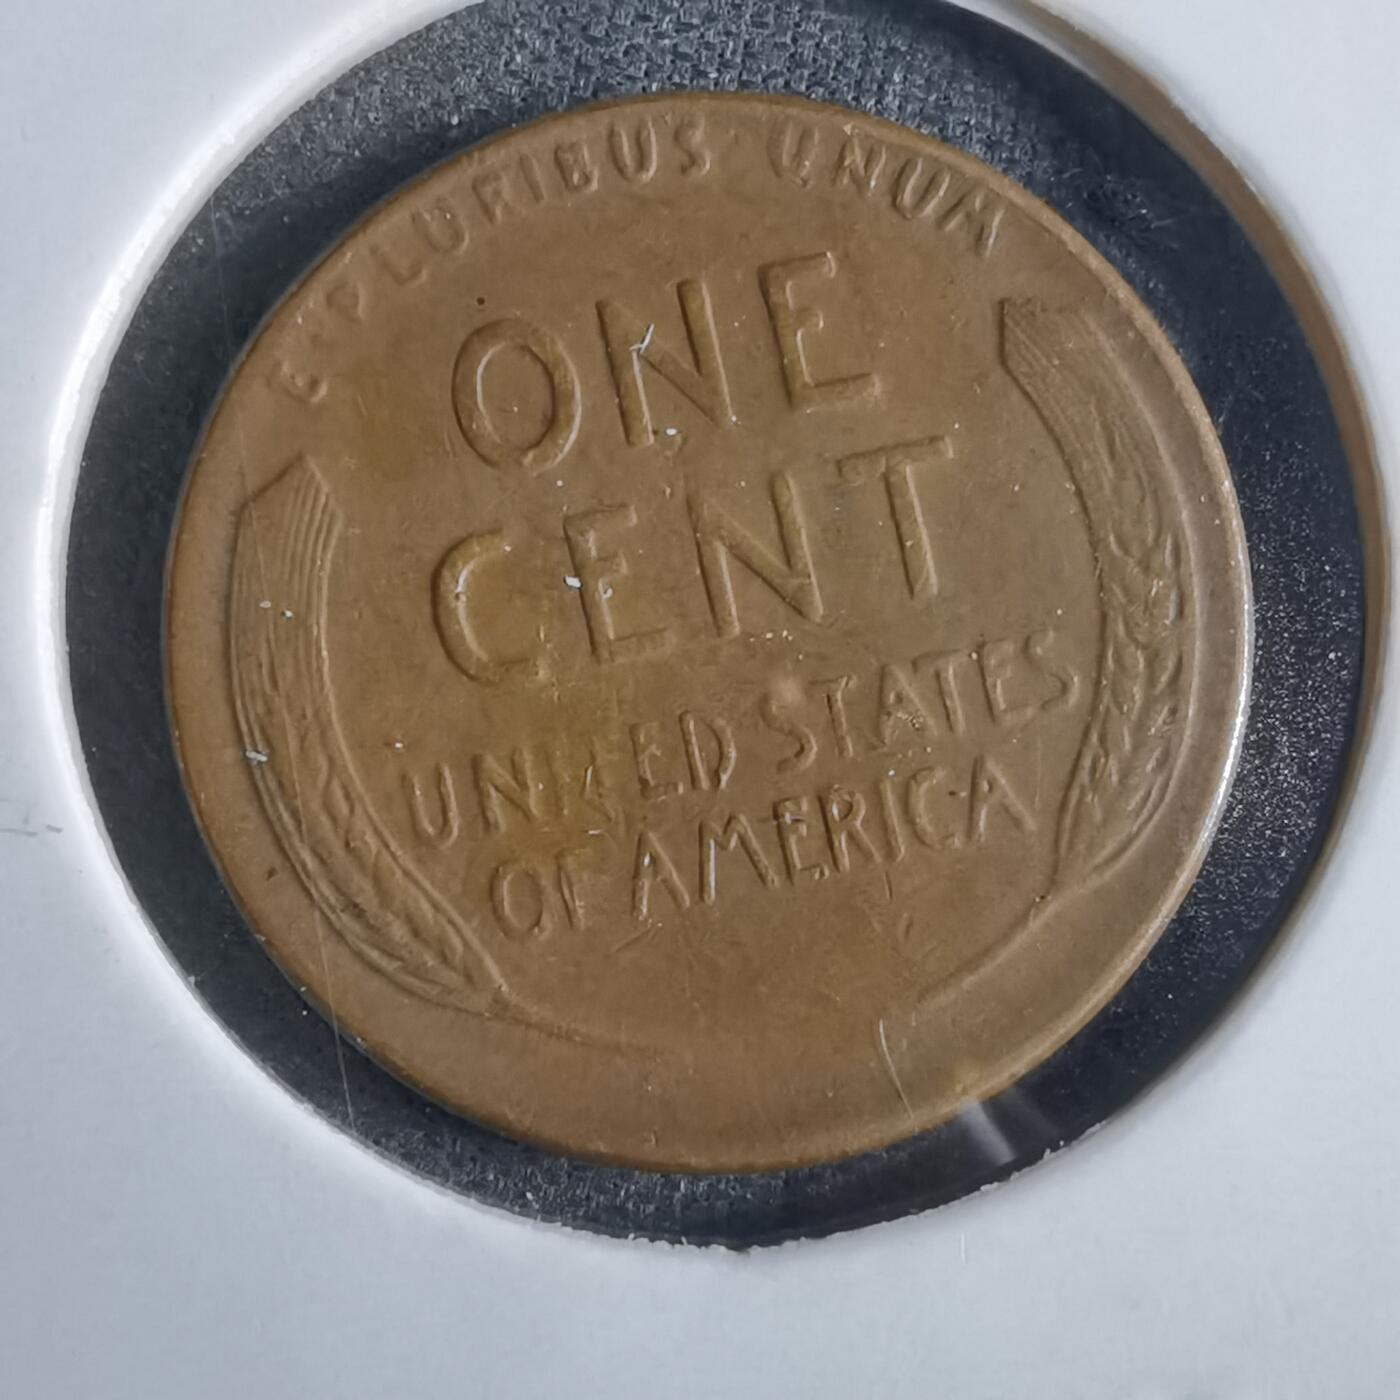 E·PLURIBUS·UNUM
ONE
CENT
UNITED STATES
OF AMERICA